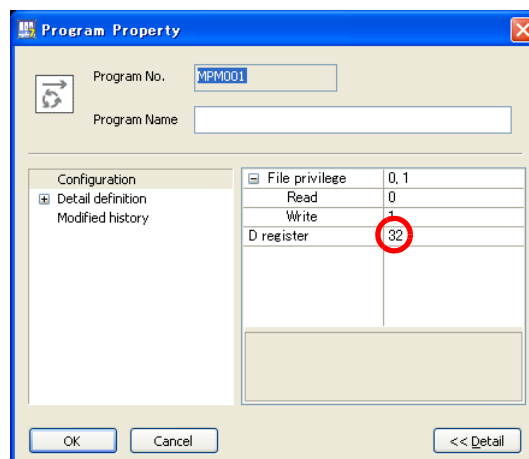 Program Property
Program No. MPM001
Program Name
Configuration
Detail definition
Modified history
File privilege 0, 1
Read 0
Write 1
D register 32
OK Cancel << Detail